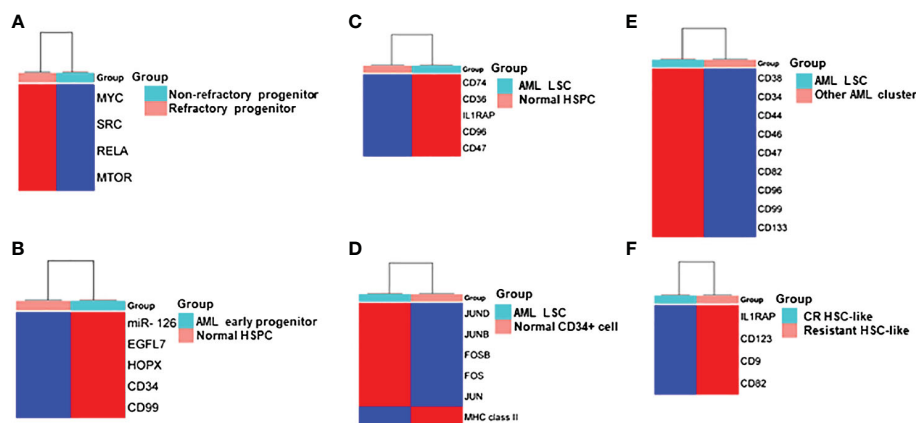 A
Group
MYC
SRC
RELA
MTOR
Group
Non-refractory progenitor
Refractory progenitor
B
Group
miR- 126
EGFL7
HOPX
CD34
CD99
Group
AML early progenitor
Normal HSPC
C
Group
CD74
CD36
IL1RAP
CD96
CD47
Group
AML LSC
Normal HSPC
D
Group
JUND
JUNB
FOSB
FOS
JUN
MHC class II
Group
AML LSC
Normal CD34+ cell
E
Group
CD38
CD34
CD44
CD46
CD47
CD82
CD96
CD99
CD133
Group
AML LSC
Other AML cluster
F
Group
IL1RAP
CD123
CD9
CD82
Group
CR HSC-like
Resistant HSC-like